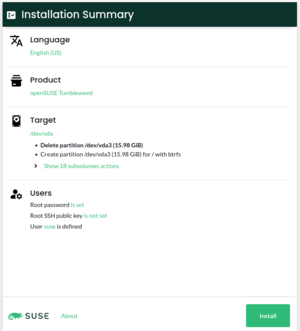 Installation Summary
Language
English (US)
Product
openSUSE Tumbleweed
Target
/dev/vda
Delete partition /dev/vda3 (15.98 GiB)
Create partition /dev/vda3 (15.98 GiB) for / with btrfs
Show 18 subvolumes actions
Users
Root password is set
Root SSH public key is not set
User suse is defined
SUSE About Install